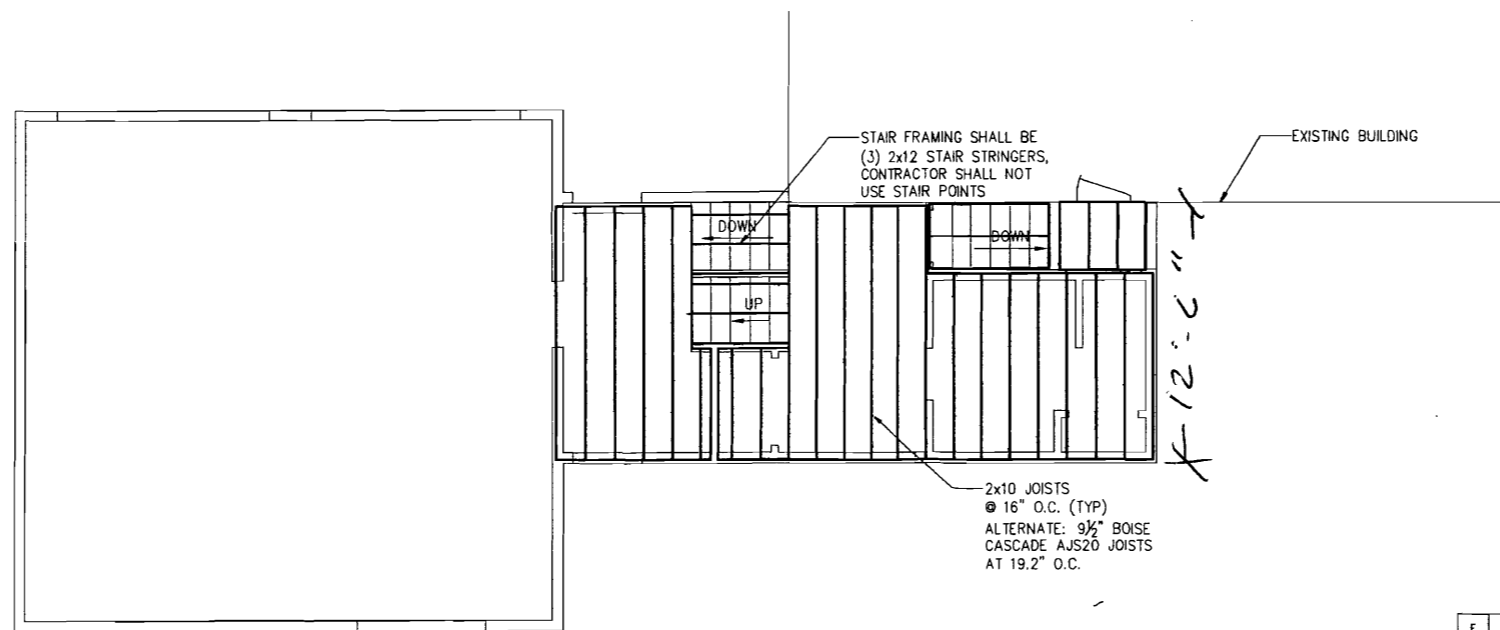 STAIR FRAMING SHALL BE
(3) 2x12 STAIR STRINGERS,
CONTRACTOR SHALL NOT
USE STAIR POINTS
EXISTING BUILDING
DOWN
DOWN
UP
12'-6"
2x10 JOISTS
@ 16" O.C. (TYP)
ALTERNATE: 9½" BOISE
CASCADE AJS20 JOISTS
AT 19.2" O.C.